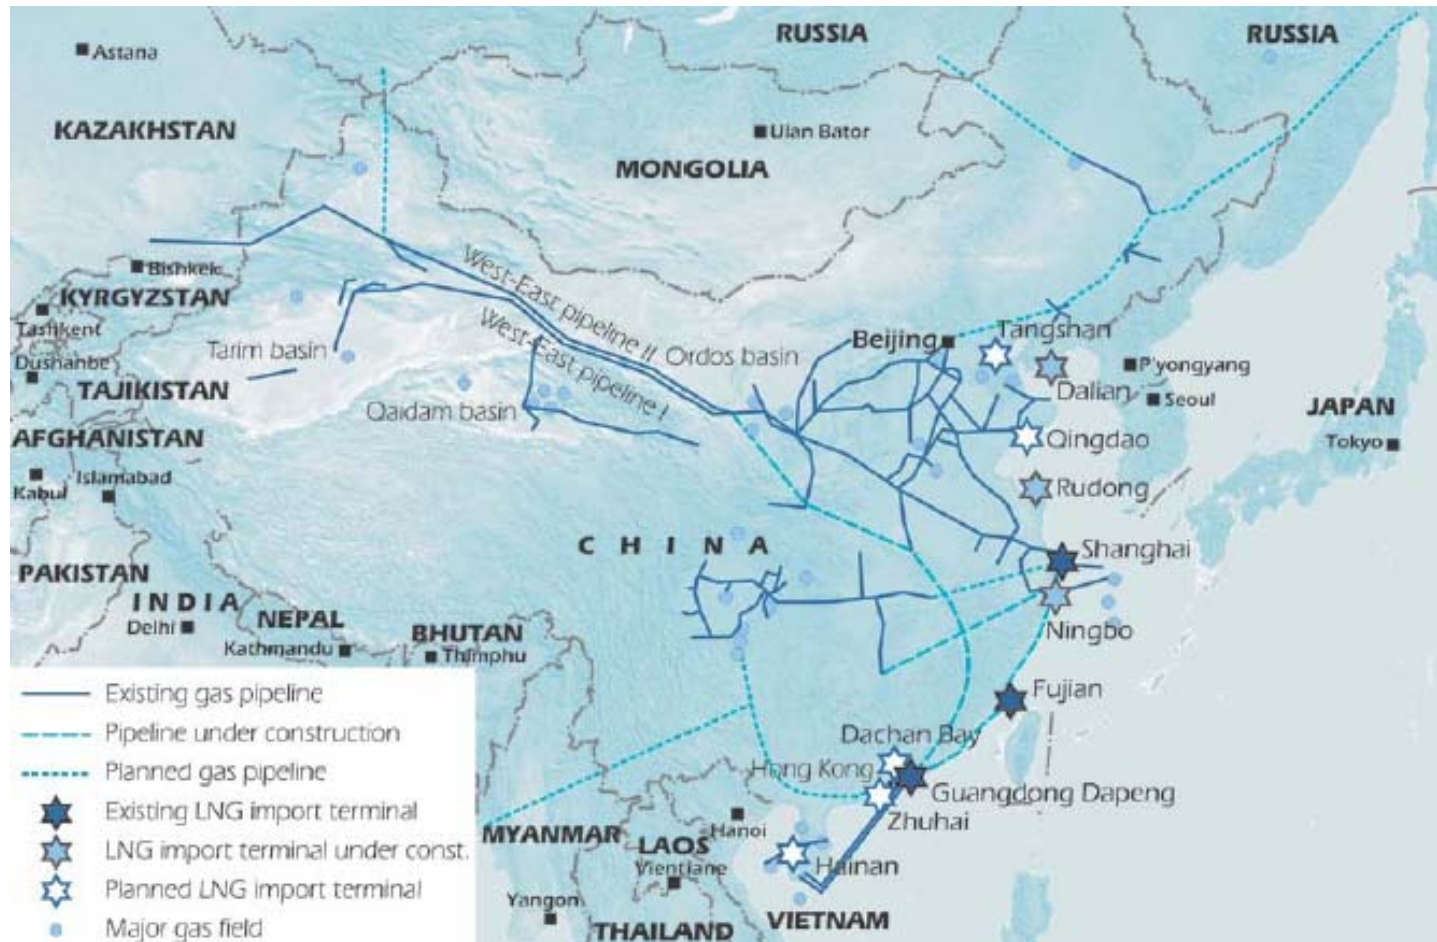 RUSSIA
RUSSIA
Astana
KAZAKHSTAN
Ulan Bator
MONGOLIA
Bishkek
KYRGYZSTAN
Tashkent
Dushanbe
TAJIKISTAN
Tarim basin
West-East pipeline II
West-East pipeline I
Ordos basin
Qaidam basin
Beijing
Tangshan
Dalian
P'yongyang
Seoul
JAPAN
Tokyo
AFGHANISTAN
Kabul
Islamabad
Qingdao
Rudong
CHINA
Shanghai
PAKISTAN
INDIA
Delhi
NEPAL
Kathmandu
BHUTAN
Thimphu
Ningbo
Fujian
Dachan Bay
Hong Kong
Guangdong Dapeng
Zhuhai
Hainan
MYANMAR
Hanoi
LAOS
Vientiane
Yangon
THAILAND
VIETNAM
Existing gas pipeline
Pipeline under construction
Planned gas pipeline
Existing LNG import terminal
LNG import terminal under const.
Planned LNG import terminal
Major gas field